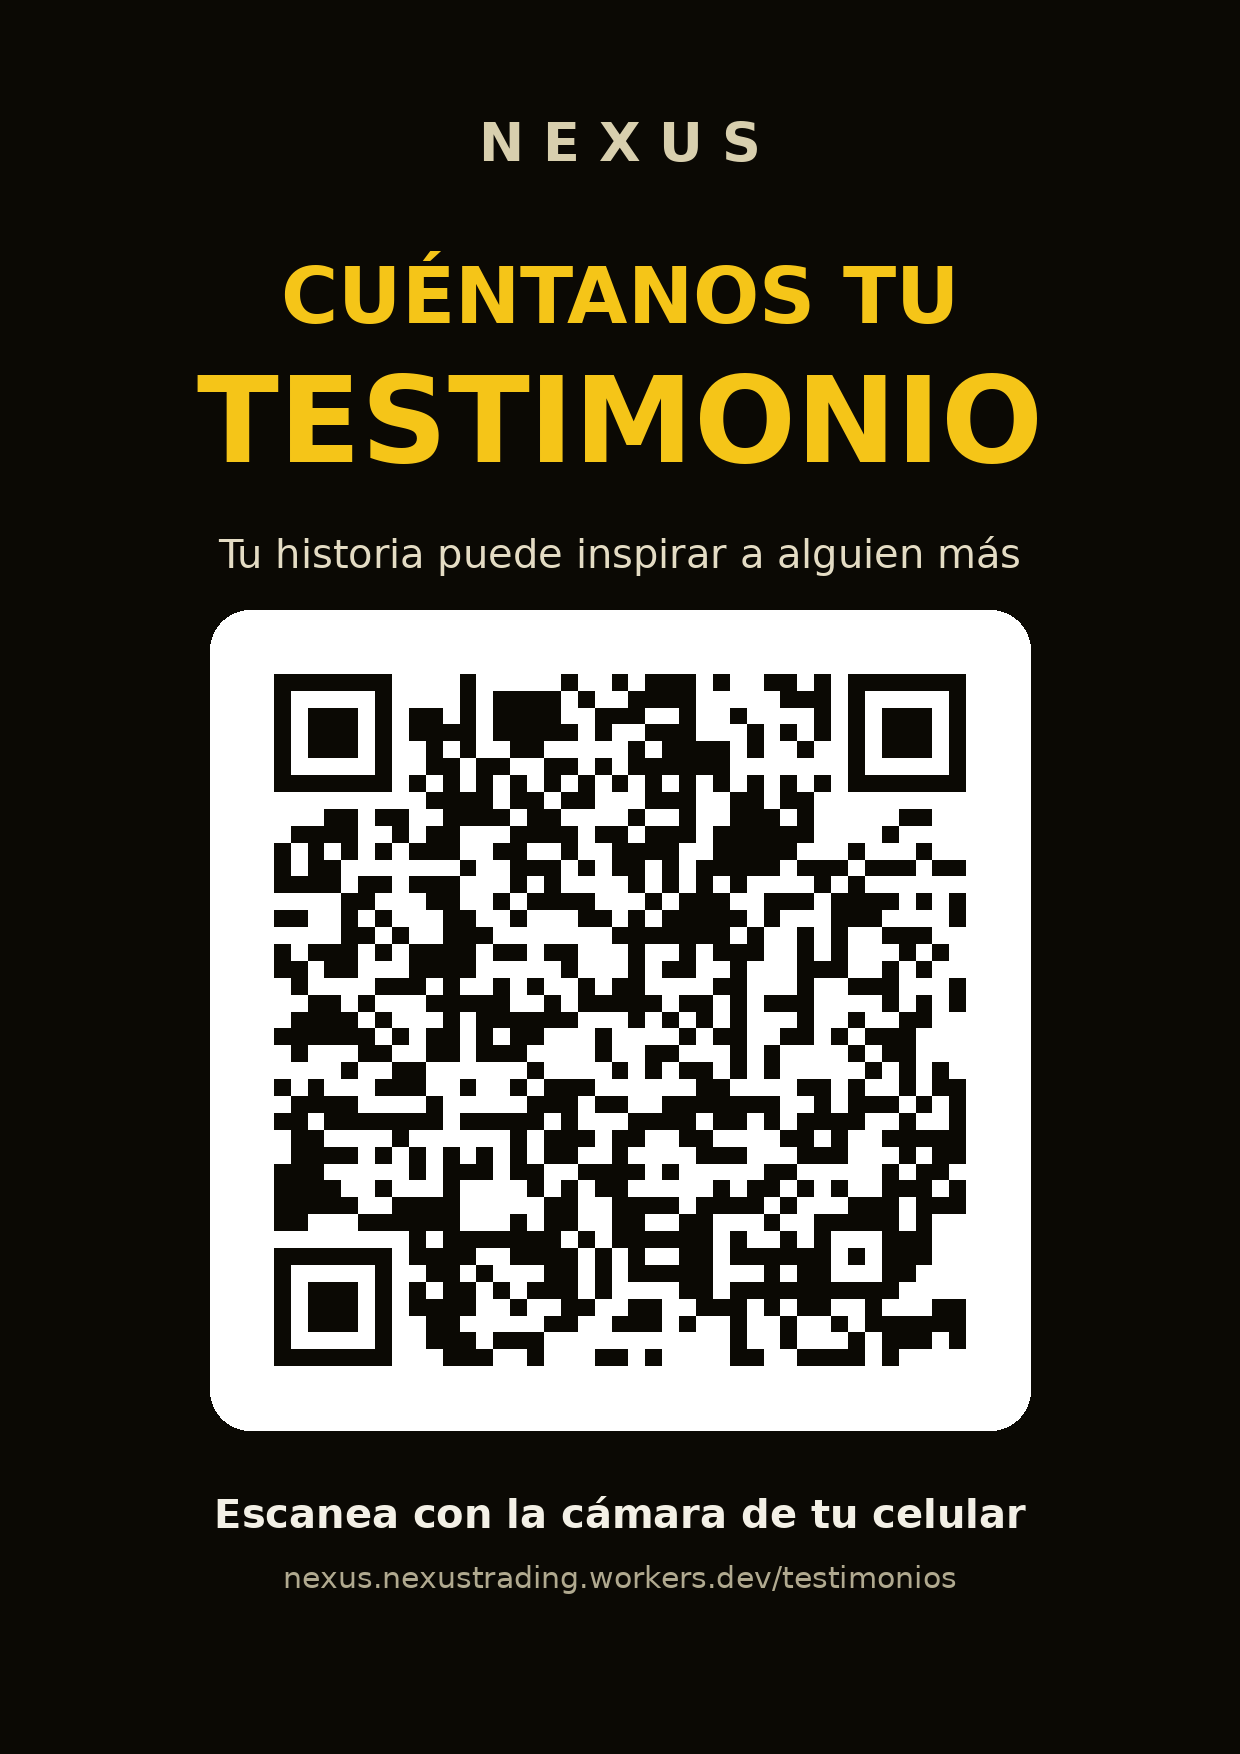 NEXUS
CUÉNTANOS TU
TESTIMONIO
Tu historia puede inspirar a alguien más
Escanea con la cámara de tu celular
nexus.nexustrading.workers.dev/testimonios